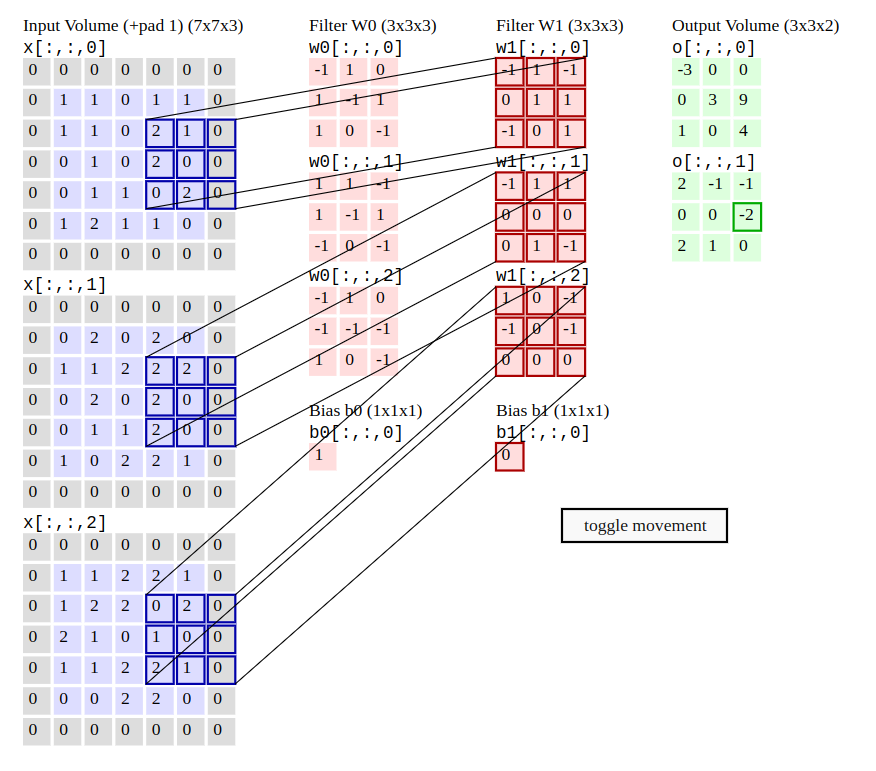 Input Volume (+pad 1) (7x7x3)
x[:,:,0]
0 0 0 0 0 0 0
0 1 1 0 1 1 0
0 1 1 0 2 1 0
0 0 1 0 2 0 0
0 0 1 1 0 2 0
0 1 2 1 1 0 0
0 0 0 0 0 0 0
x[:,:,1]
0 0 0 0 0 0 0
0 0 2 0 2 0 0
0 1 1 2 2 2 0
0 0 2 0 2 0 0
0 0 1 1 2 0 0
0 1 0 2 2 1 0
0 0 0 0 0 0 0
x[:,:,2]
0 0 0 0 0 0 0
0 1 1 2 2 1 0
0 1 2 2 0 2 0
0 2 1 0 1 0 0
0 1 1 2 2 1 0
0 0 0 2 2 0 0
0 0 0 0 0 0 0
Filter W0 (3x3x3)
w0[:,:,0]
-1 1 0
1 -1 1
1 0 -1
w0[:,:,1]
1 1 -1
1 -1 1
-1 0 -1
w0[:,:,2]
-1 1 0
-1 -1 -1
1 0 -1
Bias b0 (1x1x1)
b0[:,:,0]
1
Filter W1 (3x3x3)
w1[:,:,0]
-1 1 -1
0 1 1
-1 0 1
w1[:,:,1]
-1 1 1
0 0 0
0 1 -1
w1[:,:,2]
1 0 -1
-1 0 -1
0 0 0
Bias b1 (1x1x1)
b1[:,:,0]
0
Output Volume (3x3x2)
o[:,:,0]
-3 0 0
0 3 9
1 0 4
o[:,:,1]
2 -1 -1
0 0 -2
2 1 0
toggle movement